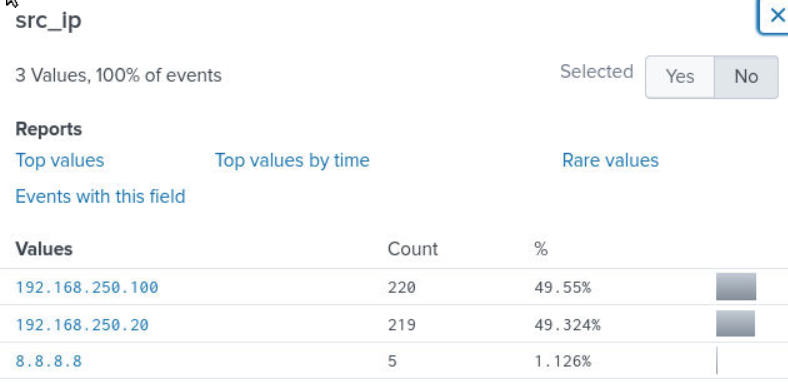 src_ip
3 Values, 100% of events Selected Yes No
Reports
Top values Top values by time Rare values
Events with this field
Values Count %
192.168.250.100 220 49.55%
192.168.250.20 219 49.324%
8.8.8.8 5 1.126%